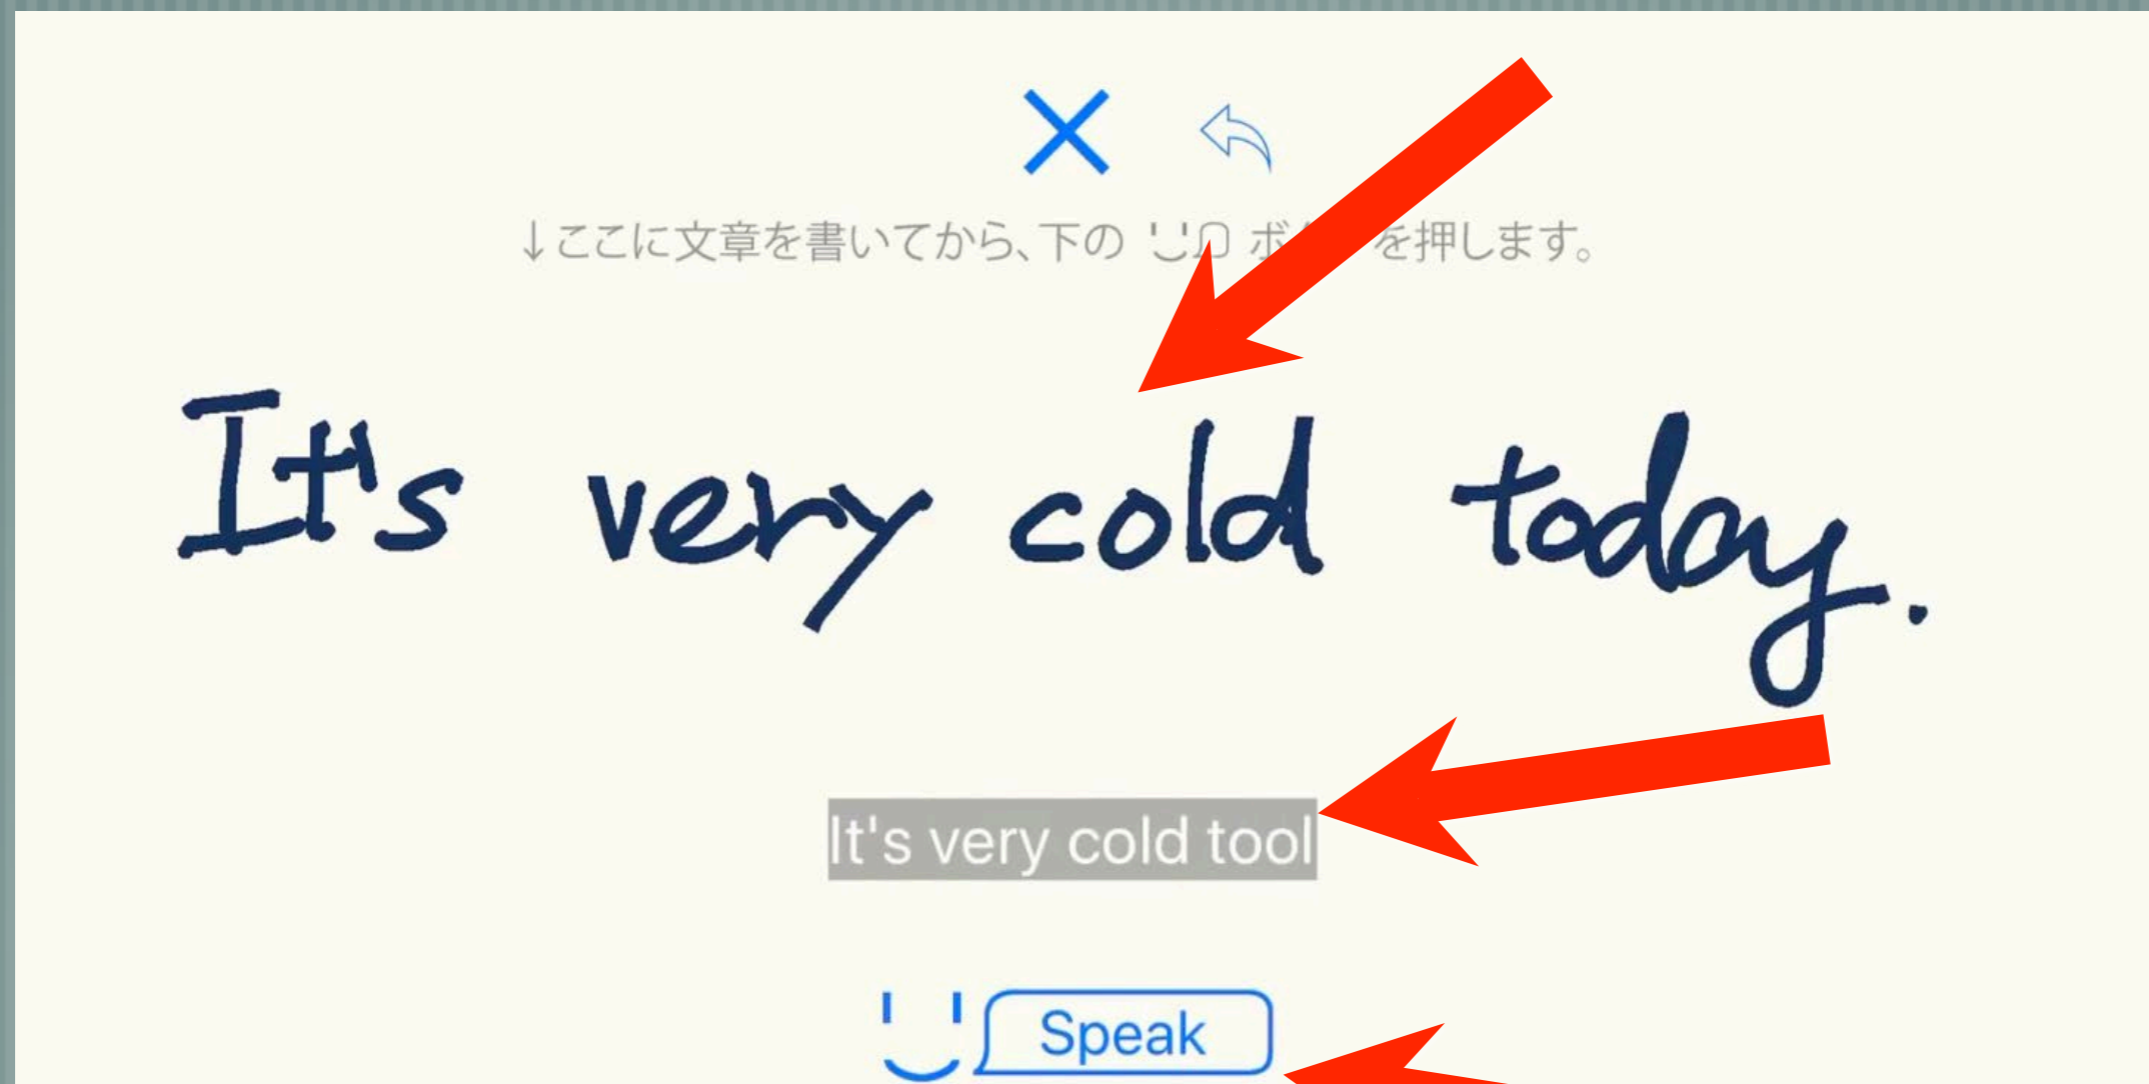 ↓ここに文章を書いてから、下の ボ を押します。
It's very cold today.
It's very cold tool
Speak